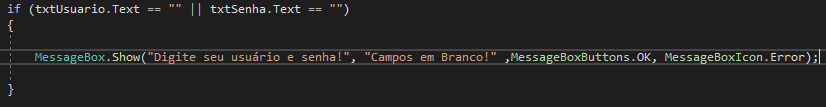 if (txtUsuario.Text == "" || txtSenha.Text == "")
{
MessageBox.Show("Digite seu usuário e senha!", "Campos em Branco!" ,MessageBoxButtons.OK, MessageBoxIcon.Error);
}